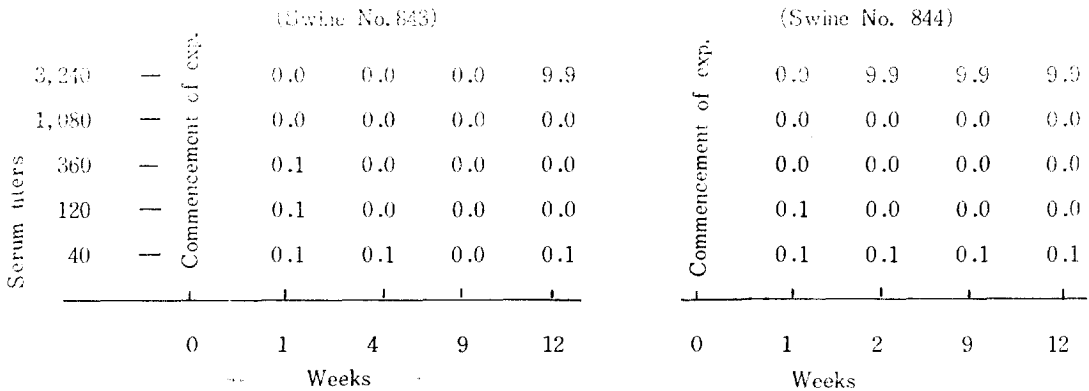 (Swine No. 843) (Swine No. 844)
3,240 — 0.0 0.0 0.0 9.9 0.0 9.9 9.9 9.9
1,080 — 0.0 0.0 0.0 0.0 0.0 0.0 0.0 0.0
360 — 0.1 0.0 0.0 0.0 0.0 0.0 0.0 0.0
120 — 0.1 0.0 0.0 0.0 0.1 0.0 0.0 0.0
40 — 0.1 0.1 0.0 0.1 0.1 0.1 0.1 0.1
Serum
Commencement of exp.
Commencement of exp.
0 1 4 9 12 0 1 2 9 12
Weeks Weeks